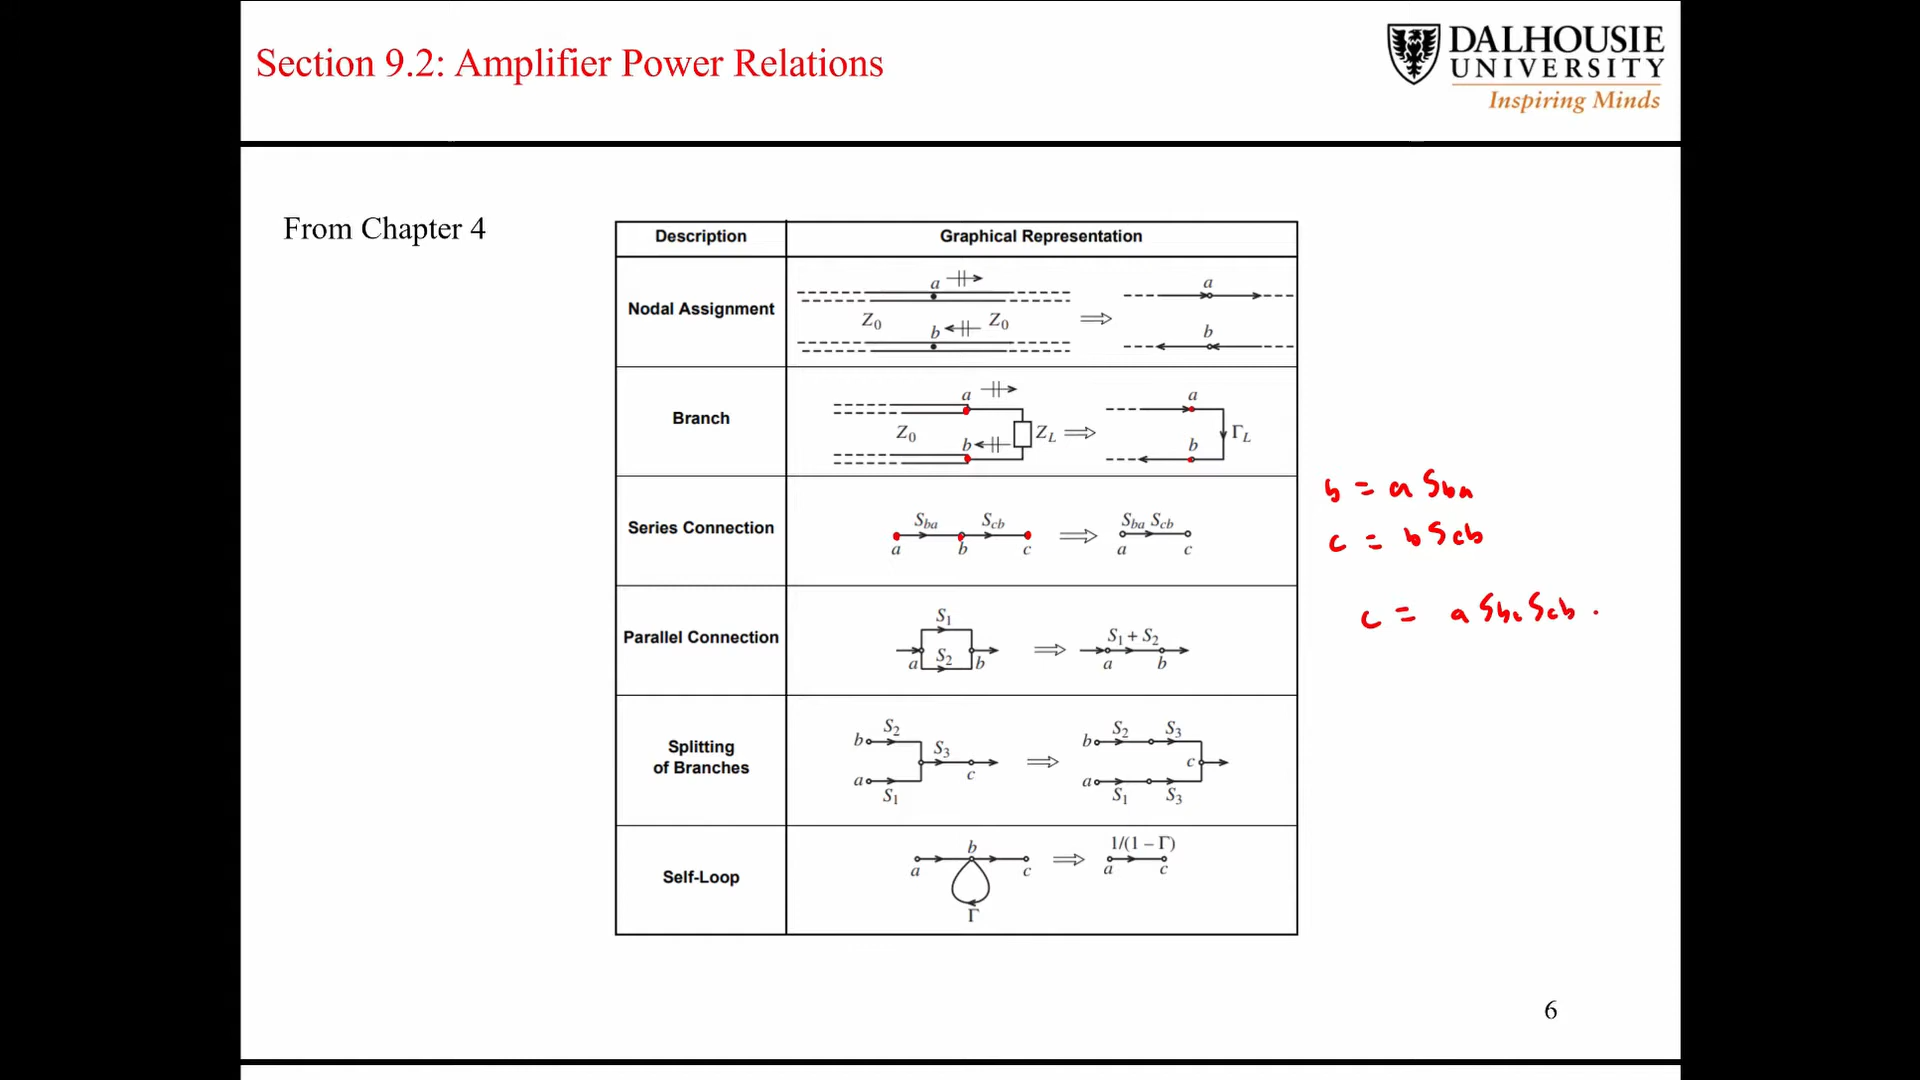 Section 9.2: Amplifier Power Relations
DALHOUSIE
UNIVERSITY
Inspiring Minds
From Chapter 4
Description
Graphical Representation
Nodal Assignment
a
Z0 Z0
b
a
b
Branch
a
Z0 ZL
b
a
b ΓL
Series Connection
Sba Scb
a b c
Sba Scb
a c
b = a Sba
c = b Scb
c = a Sba Scb .
Parallel Connection
S1
a S2 b
S1 + S2
a b
Splitting
of Branches
b S2
S3
a c
S1
b S2 S3
c
a
S1 S3
Self-Loop
b
a c
Γ
1/(1 – Γ)
a c
6